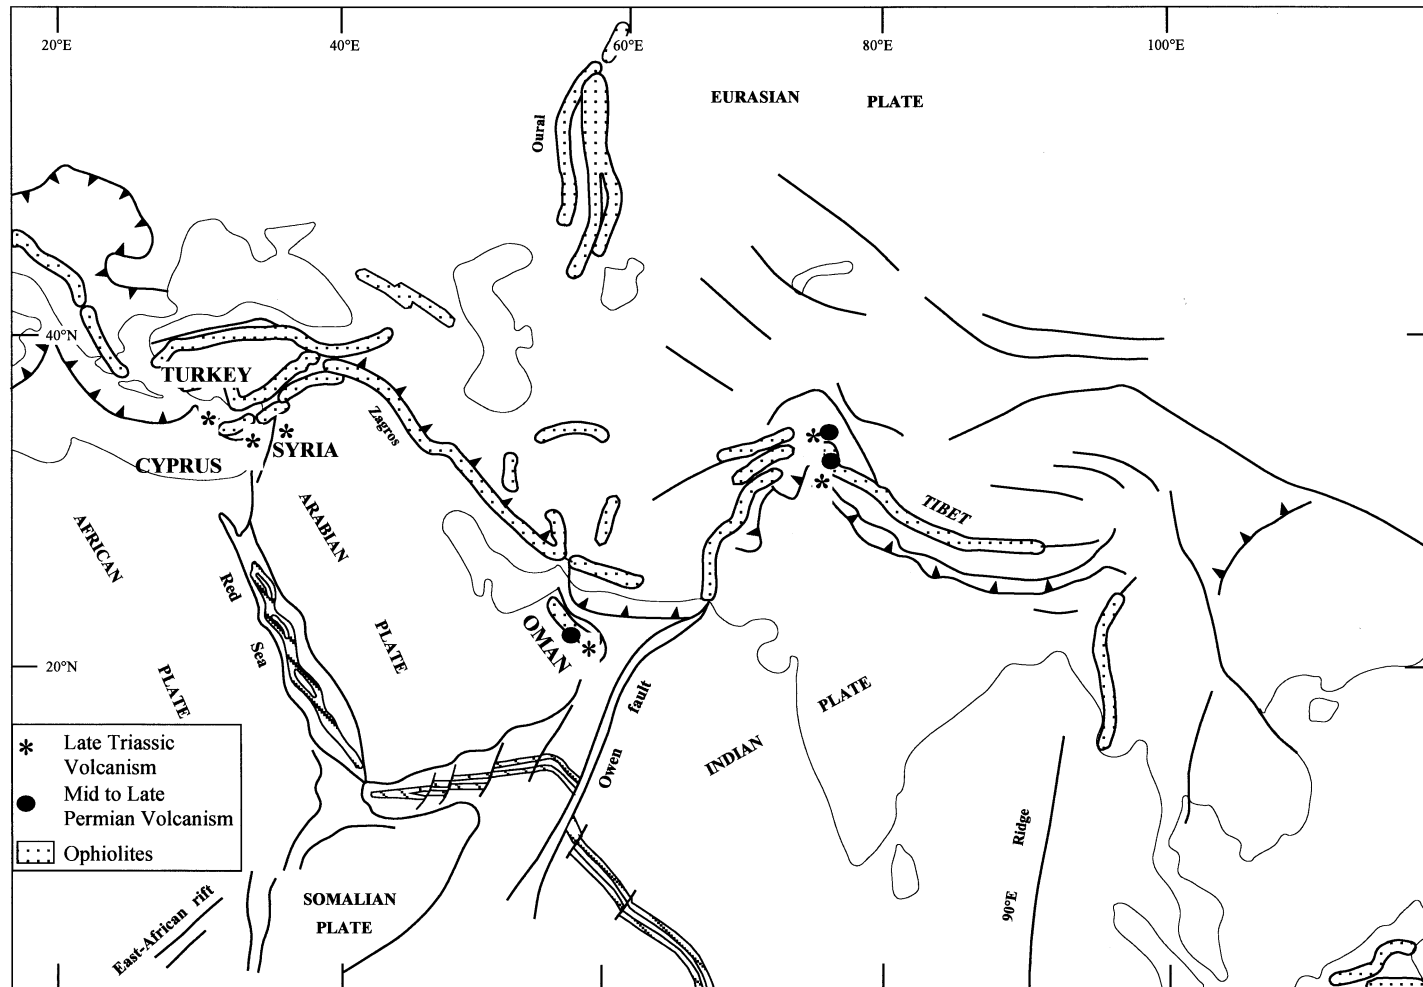 20°E
40°E
60°E
80°E
100°E
EURASIAN PLATE
Oural
40°N
TURKEY
Zagros
SYRIA
CYPRUS
TIBET
AFRICAN
PLATE
ARABIAN
PLATE
Red
Sea
OMAN
20°N
fault
Owen
PLATE
INDIAN
* Late Triassic
Volcanism
Mid to Late
Permian Volcanism
Ophiolites
Ridge
90°E
SOMALIAN
PLATE
East-African rift